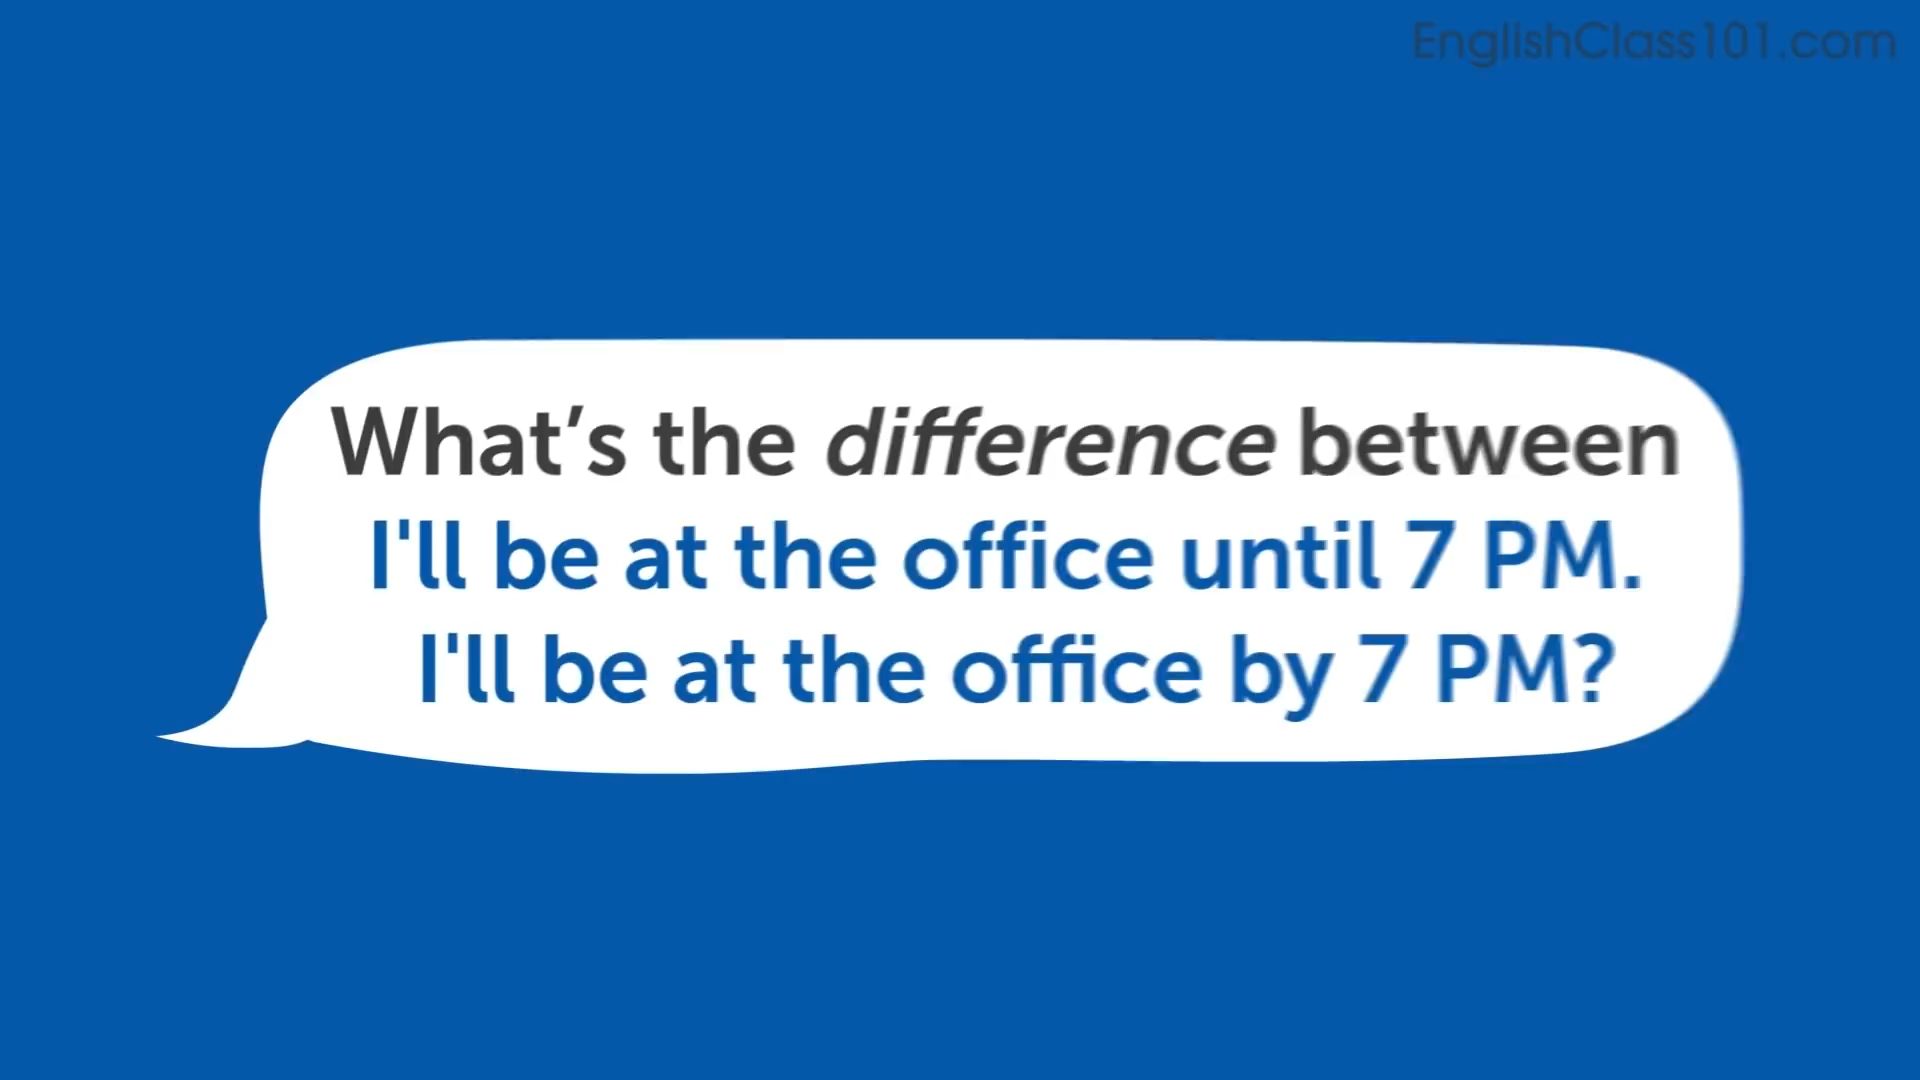 EnglishClass101.com
What’s the difference between
I'll be at the office until 7 PM.
I'll be at the office by 7 PM?